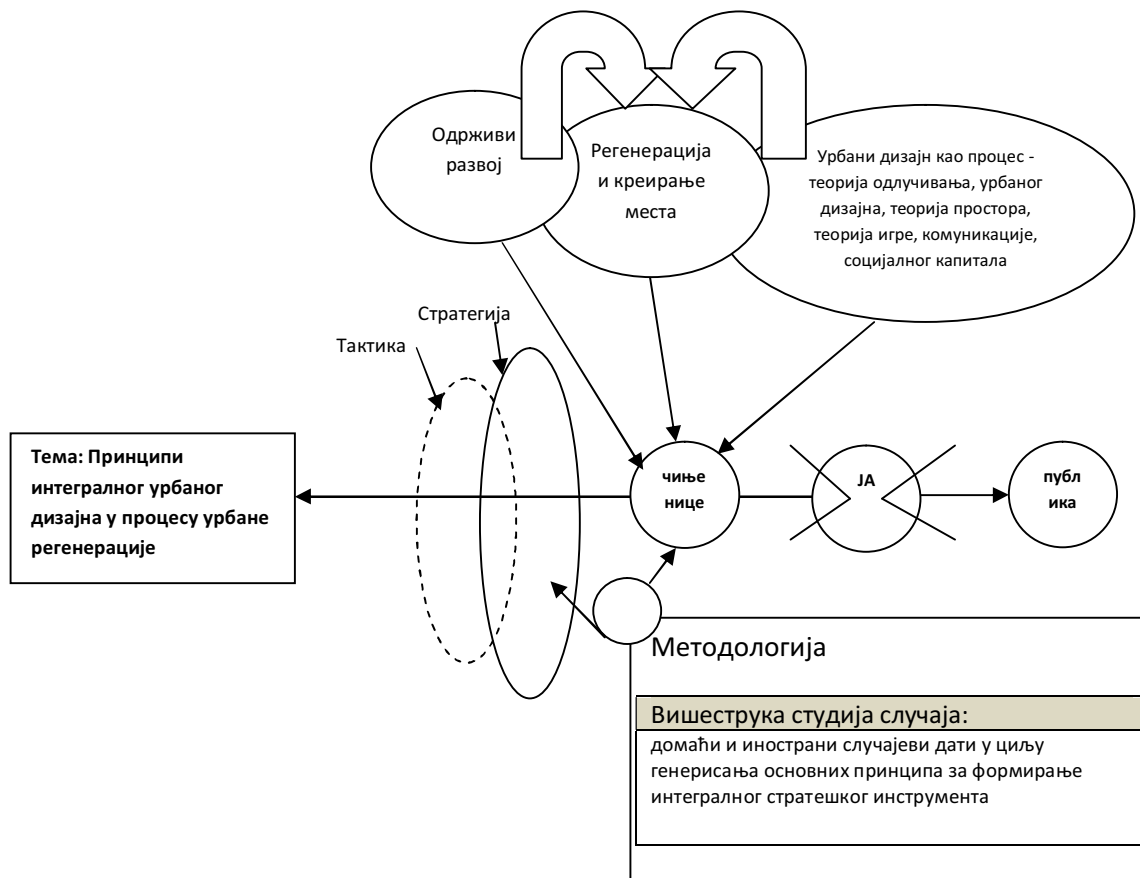 Одрживи
развој
Регенерација
и креирање
места
Урбани дизајн као процес -
теорија одлучивања, урбаног
дизајна, теорија простора,
теорија игре, комуникације,
социјалног капитала
Стратегија
Тактика
Тема: Принципи
интегралног урбаног
дизајна у процесу урбане
регенерације
чиње
нице
ЈА
публ
ика
Методологија
Вишеструка студија случаја:
домаћи и инострани случајеви дати у циљу
генерисања основних принципа за формирање
интегралног стратешког инструмента